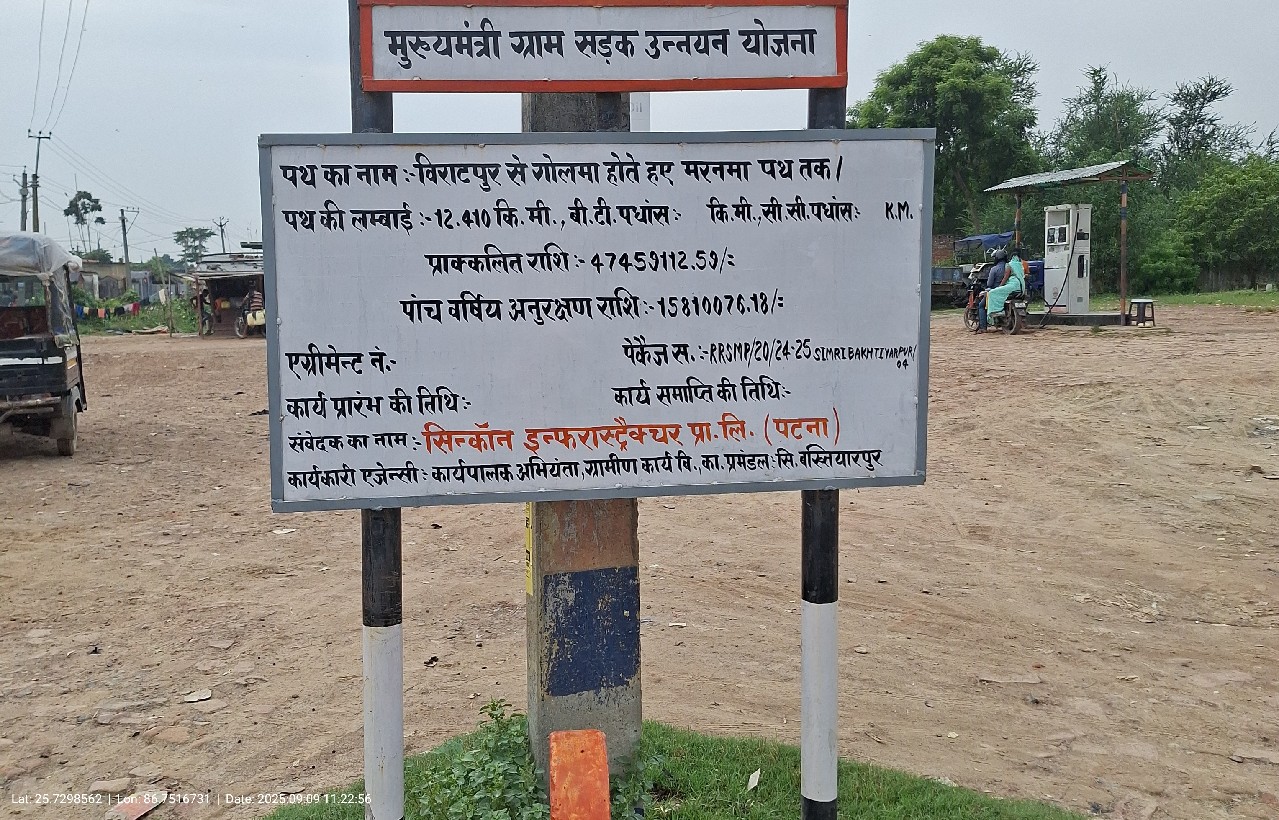 मुख्यमंत्री ग्राम सड़क उन्नयन योजना
पथ का नाम :- विराटपुर से गोलमा होते हुए मरनमा पथ तक।
पथ की लम्बाई :- 12.410 कि.मी., बी.टी.पथांस :- कि.मी., सी.सी.पथांस :- K.M.
प्राक्कलित राशि :- 47459112.59/=
पांच वर्षिय अनुरक्षण राशि :- 15810076.18/=
एग्रीमेन्ट नं.:- पेकैज स.:- RRSMP/20/24-25 SIMRI BAKHTIYARPUR/04
कार्य प्रारंभ की तिथि :- कार्य समाप्ति की तिथि :-
संवेदक का नाम :- सिन्कॉन इन्फरास्ट्रैक्चर प्रा.लि. (पटना)
कार्यकारी एजेन्सी :- कार्यपालक अभियंता, ग्रामीण कार्य वि., का. प्रमंडल :- सि. बख्तियारपुर
Lat: 25.7298562 | Lon: 86.7516731 | Date: 2025.09.09 11:22:56